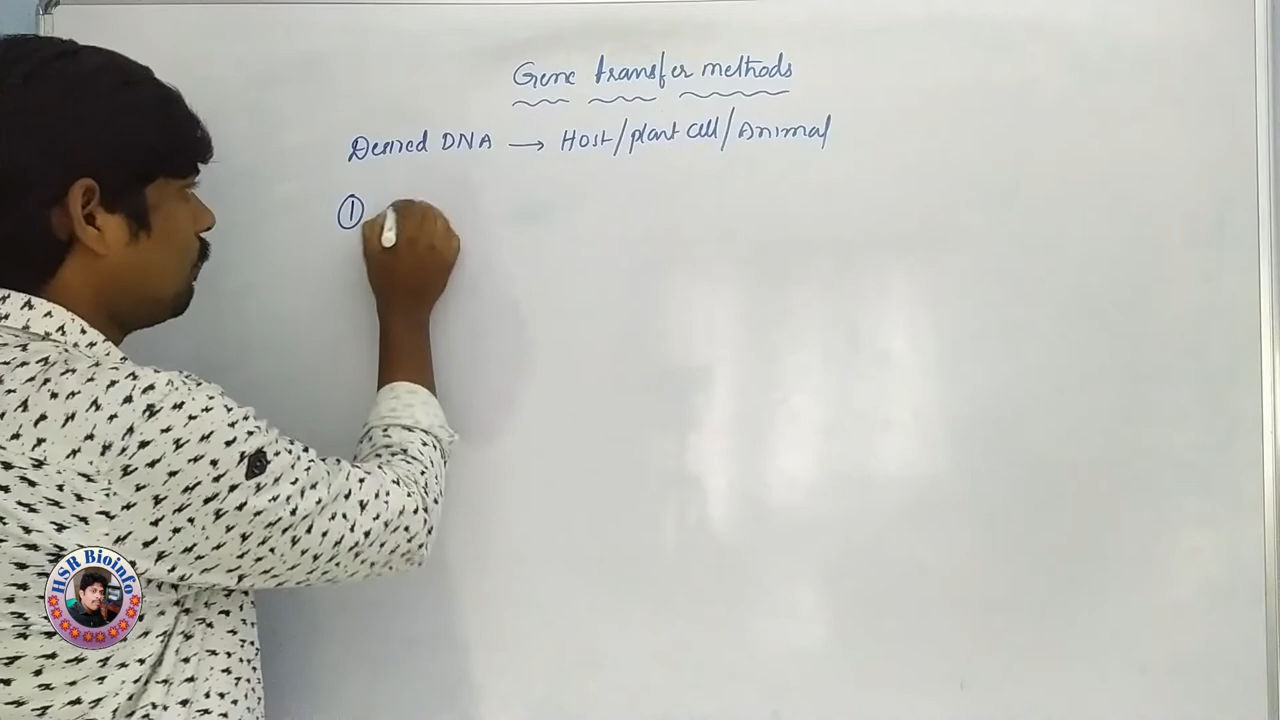 Gene transfer methods
Desired DNA → Host/plant cell/Animal
①
HSR Bioinfo